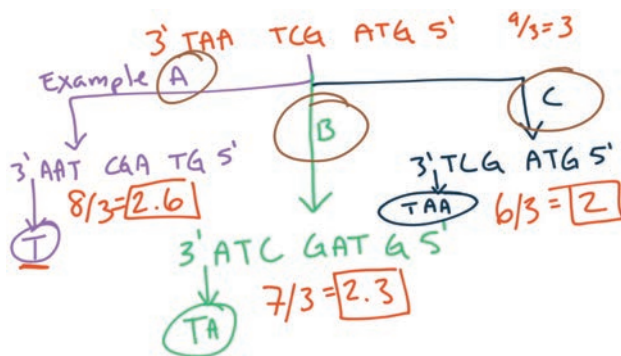 3' TAA TCG ATG 5' 9/3=3
Example A
B
C
3' AAT CGA TG 5'
3' TCG ATG 5'
8/3=2.6
TAA
6/3=2
T
3' ATC GAT G 5'
7/3=2.3
TA